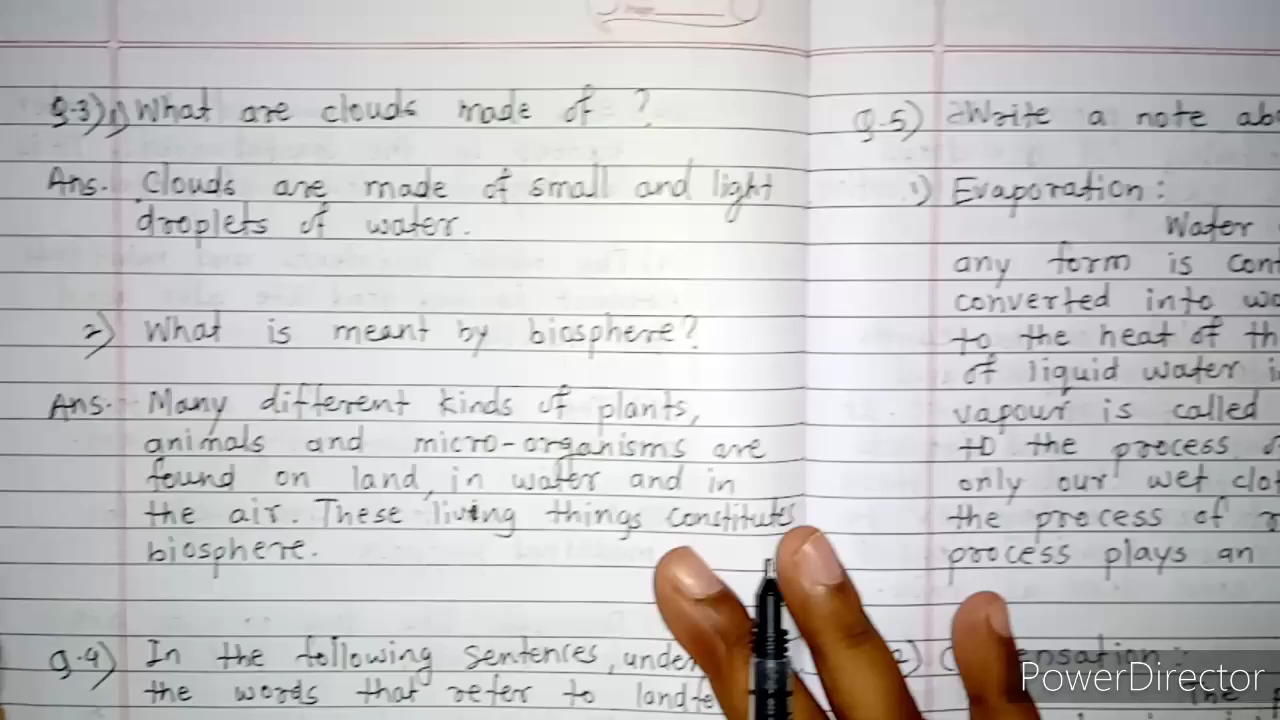 Q.3) 1) What are clouds made of ?
Ans. Clouds are made of small and light
droplets of water.
2) What is meant by biosphere?
Ans. Many different kinds of plants,
animals and micro-organisms are
found on land, in water and in
the air. These living things constitutes
biosphere.
Q.4) In the following sentences, under
the words that refer to land
Q.5) Write a note
1) Evaporation:
Water
any form is
converted into
to the heat of
of liquid water
vapour is called
to the process
only our wet
the process of
process plays an
PowerDirector